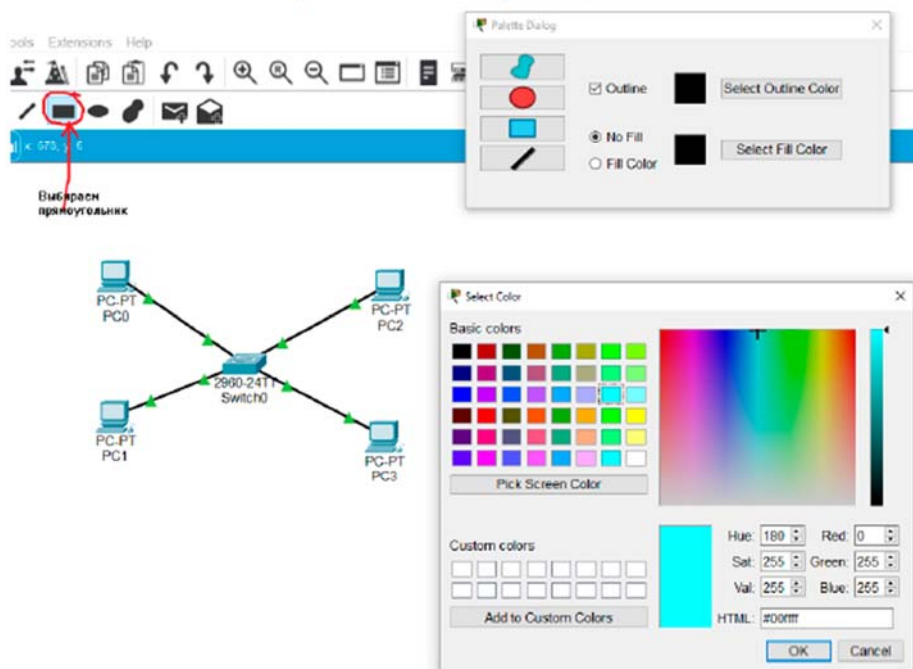 Palette Dialog
ools Extensions Help
Outline
Select Outline Color
No Fill
Fill Color
Select Fill Color
Выбираем
прямоугольник
PC-PT
PC0
PC-PT
PC2
2960-24TT
Switch0
PC-PT
PC1
PC-PT
PC3
Select Color
Basic colors
Pick Screen Color
Custom colors
Add to Custom Colors
Hue: 180 Red: 0
Sat: 255 Green: 255
Val: 255 Blue: 255
HTML: #00ffff
OK Cancel